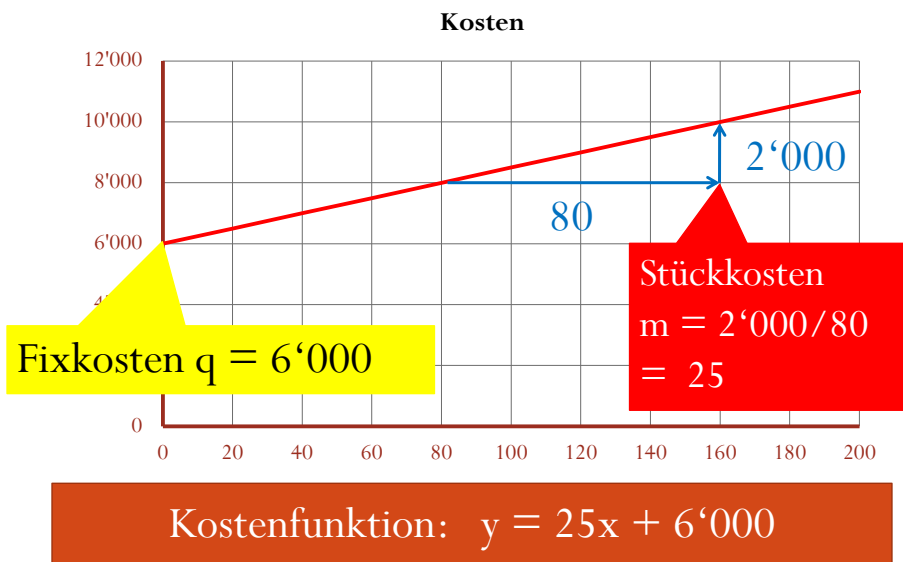 Kosten
12'000
10'000
8'000
6'000
0
0 20 40 60 80 100 120 140 160 180 200
2‘000
80
Fixkosten q = 6‘000
Stückkosten
m = 2‘000/80
= 25
Kostenfunktion: y = 25x + 6‘000